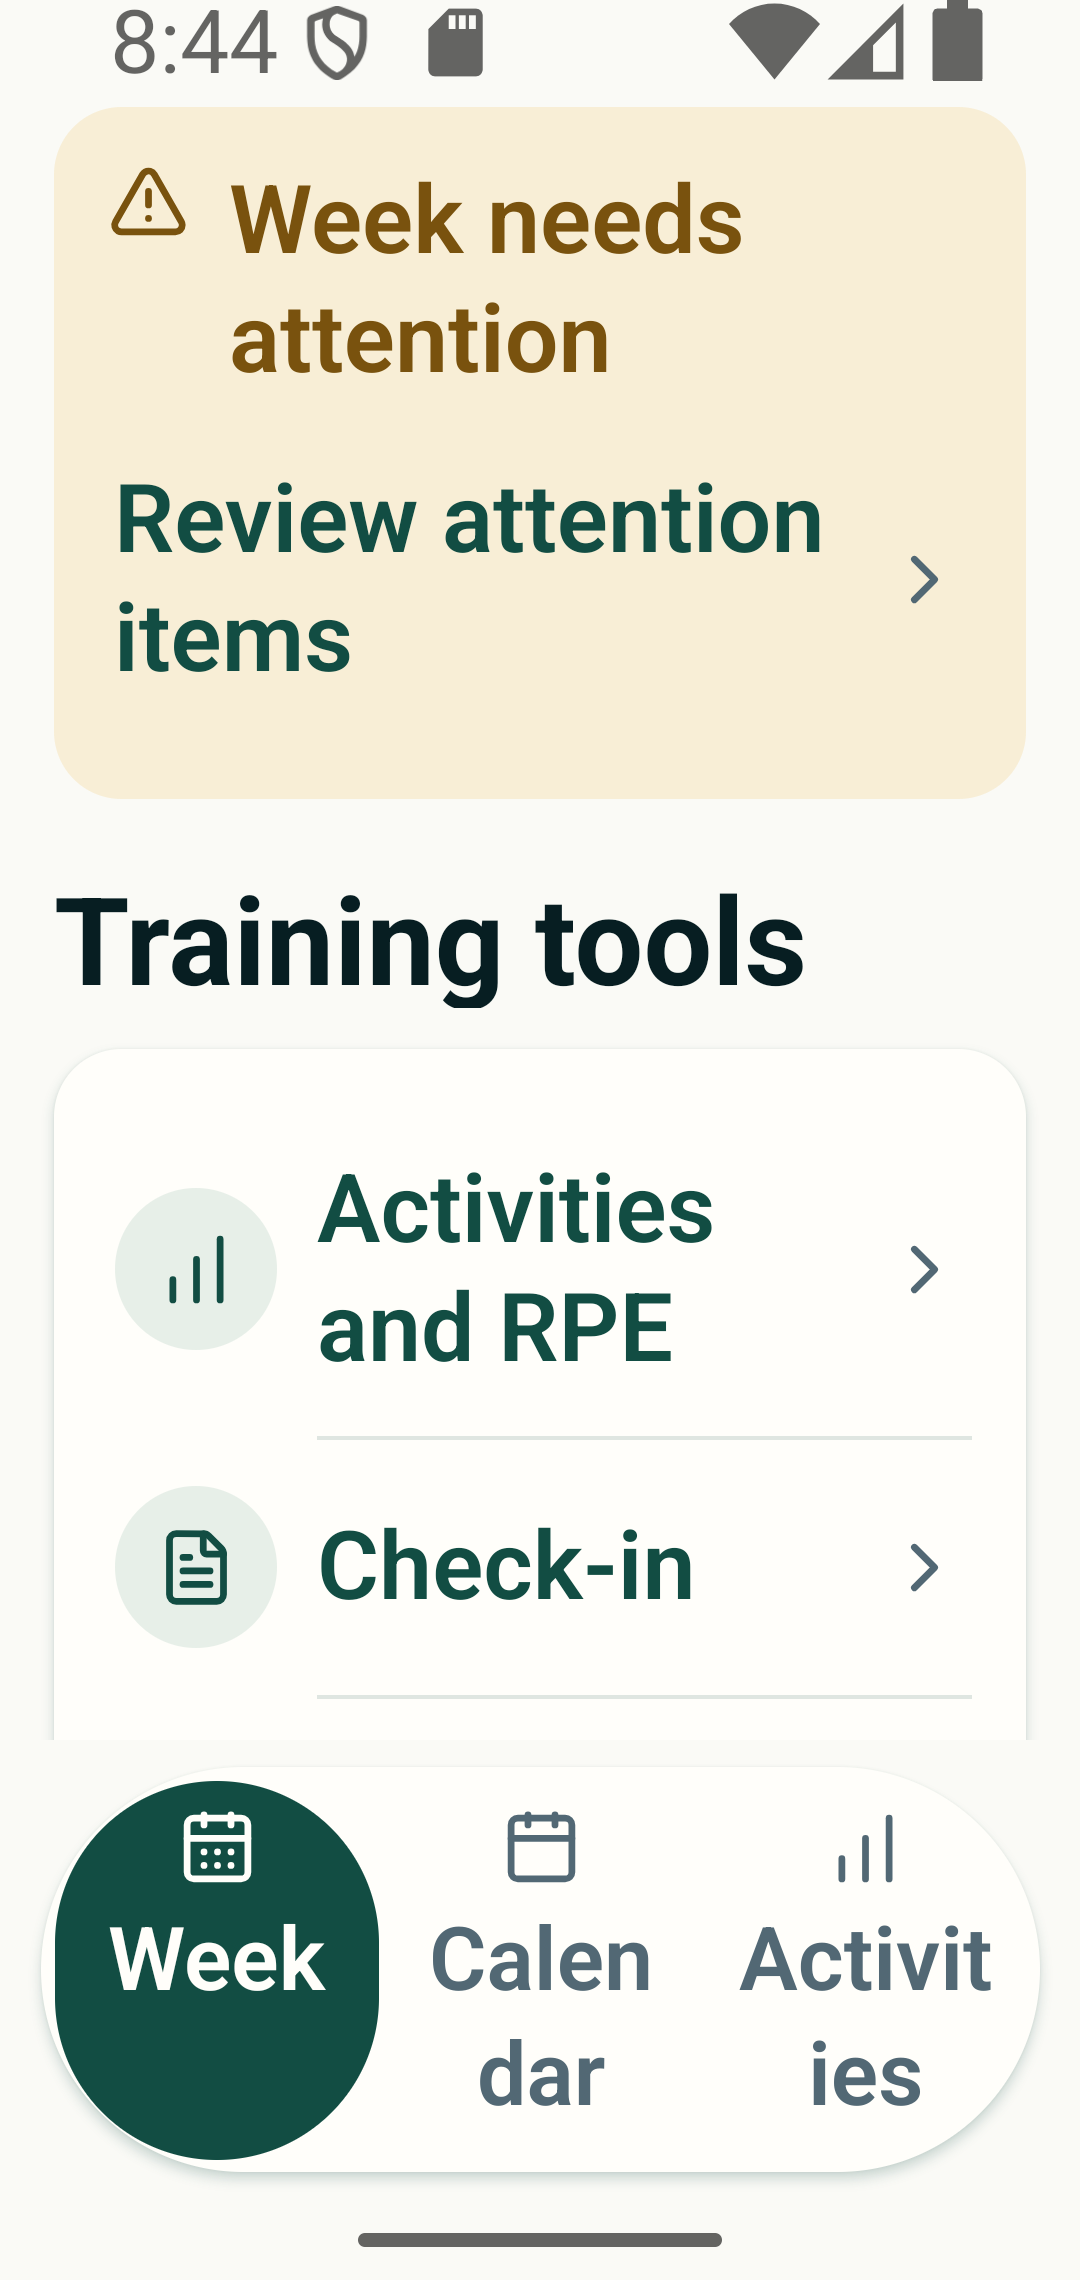 8:44
Week needs
attention
Review attention
items
Training tools
Activities
and RPE
Check-in
Week
Calen
dar
Activit
ies